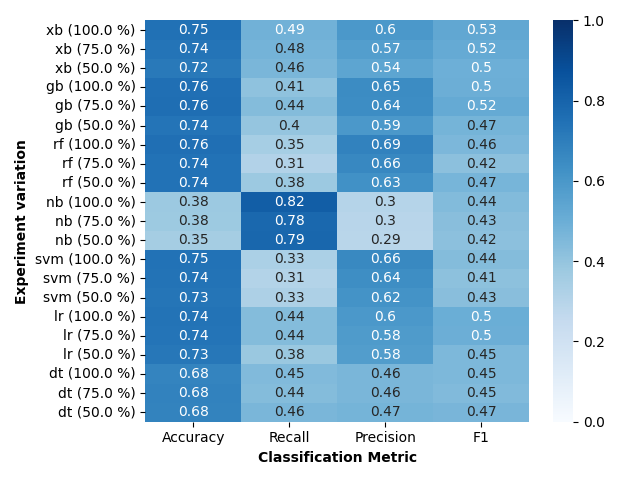 xb (100.0 %) 0.75 0.49 0.6 0.53
xb (75.0 %) 0.74 0.48 0.57 0.52
xb (50.0 %) 0.72 0.46 0.54 0.5
gb (100.0 %) 0.76 0.41 0.65 0.5
gb (75.0 %) 0.76 0.44 0.64 0.52
gb (50.0 %) 0.74 0.4 0.59 0.47
rf (100.0 %) 0.76 0.35 0.69 0.46
rf (75.0 %) 0.74 0.31 0.66 0.42
rf (50.0 %) 0.74 0.38 0.63 0.47
nb (100.0 %) 0.38 0.82 0.3 0.44
nb (75.0 %) 0.38 0.78 0.3 0.43
nb (50.0 %) 0.35 0.79 0.29 0.42
svm (100.0 %) 0.75 0.33 0.66 0.44
svm (75.0 %) 0.74 0.31 0.64 0.41
svm (50.0 %) 0.73 0.33 0.62 0.43
lr (100.0 %) 0.74 0.44 0.6 0.5
lr (75.0 %) 0.74 0.44 0.58 0.5
lr (50.0 %) 0.73 0.38 0.58 0.45
dt (100.0 %) 0.68 0.45 0.46 0.45
dt (75.0 %) 0.68 0.44 0.46 0.45
dt (50.0 %) 0.68 0.46 0.47 0.47
Accuracy Recall Precision F1
Classification Metric
Experiment variation
1.0
0.8
0.6
0.4
0.2
0.0